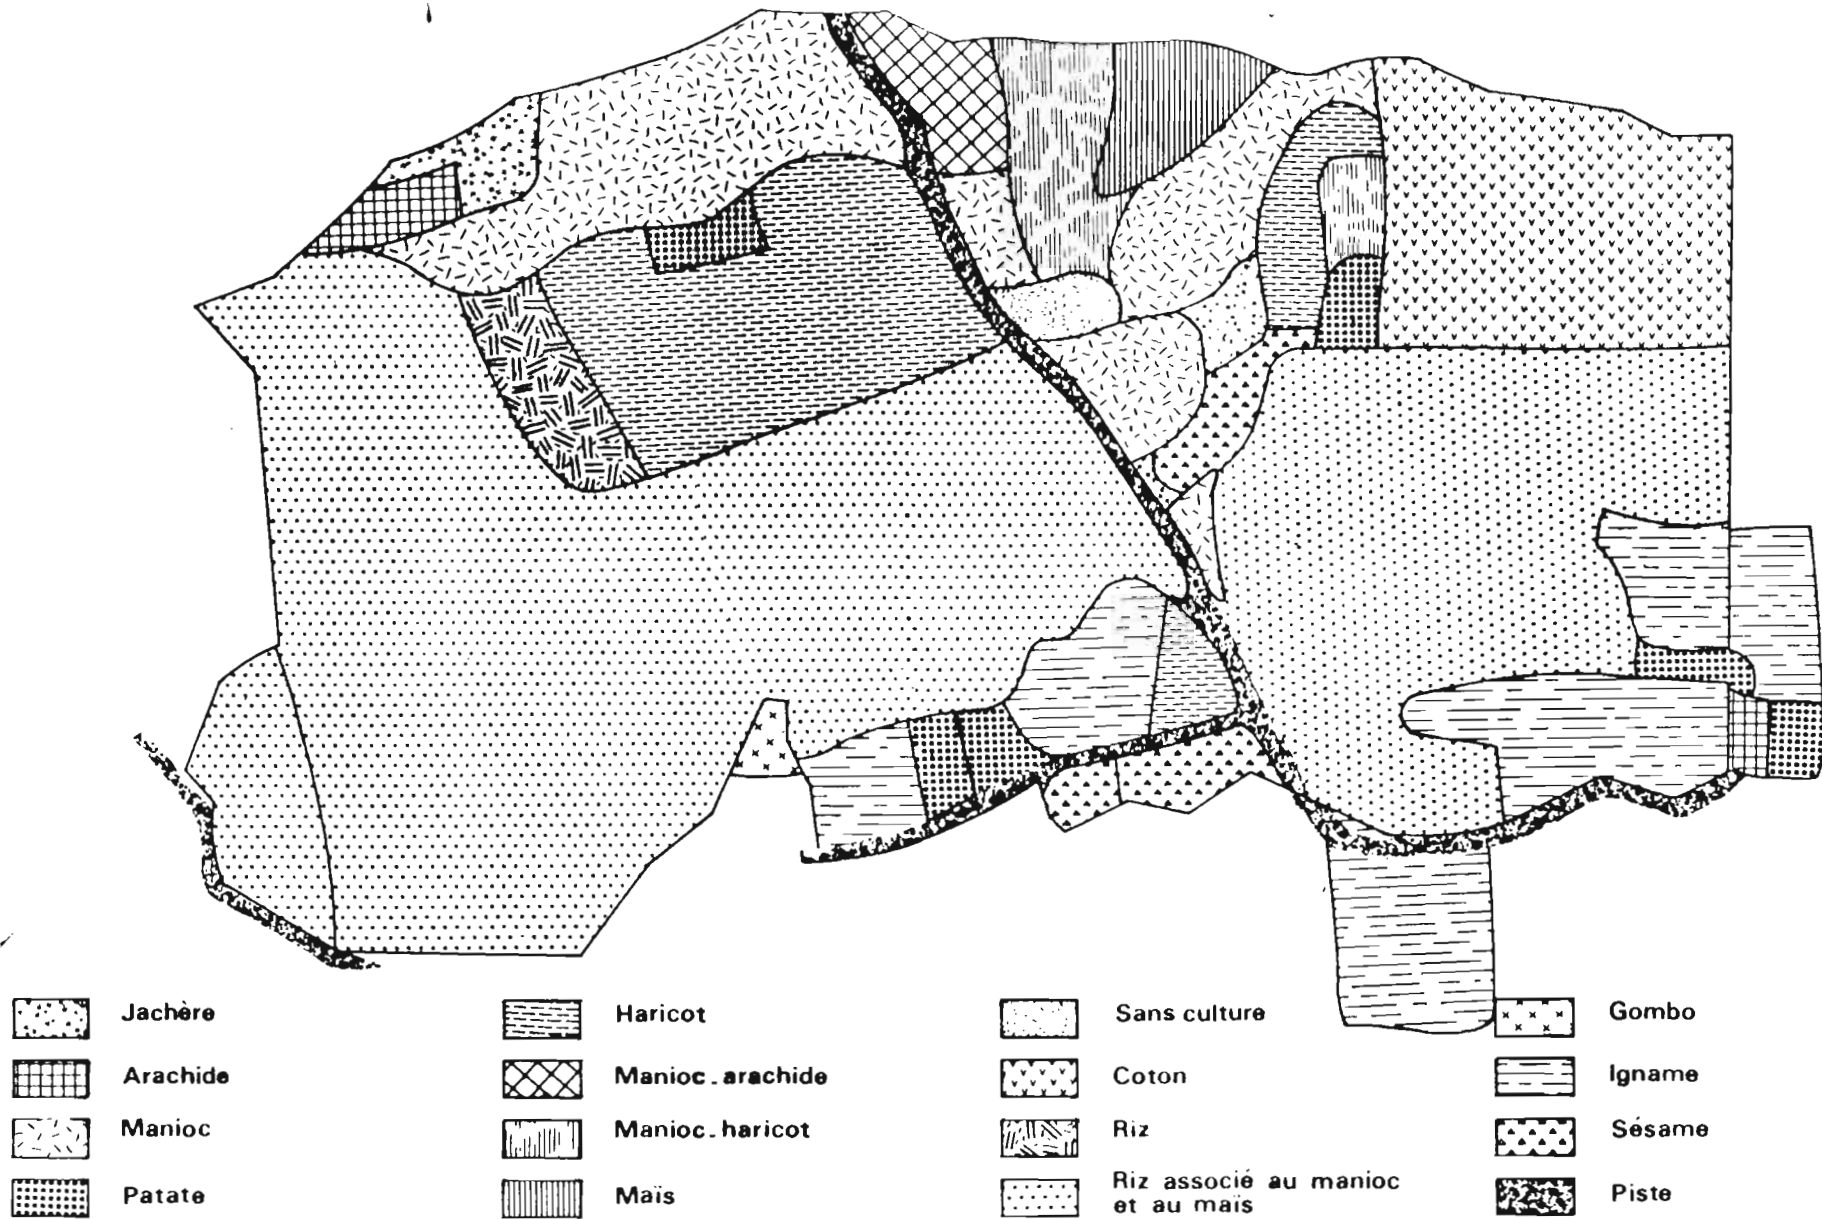 Jachère
Arachide
Manioc
Patate
Haricot
Manioc-arachide
Manioc-haricot
Maïs
Sans culture
Coton
Riz
Riz associé au manioc
et au maïs
Gombo
Igname
Sésame
Piste